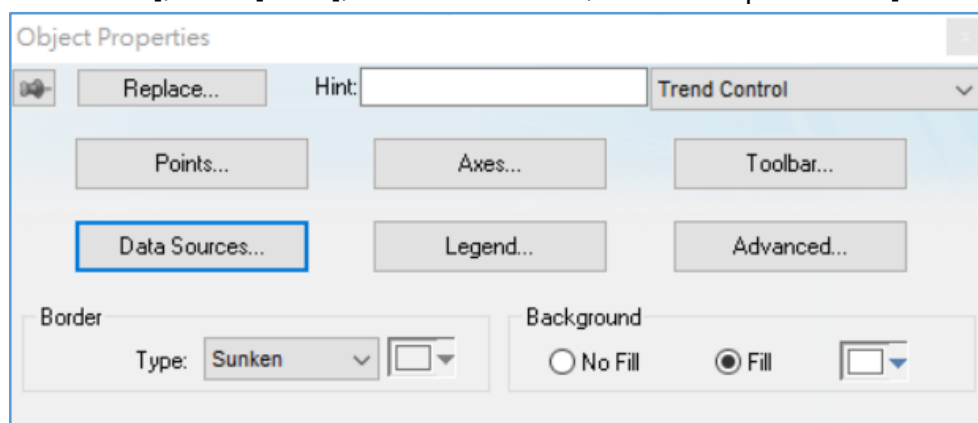 Object Properties
Replace... Hint: Trend Control
Points... Axes... Toolbar...
Data Sources... Legend... Advanced...
Border Background
Type: Sunken No Fill Fill